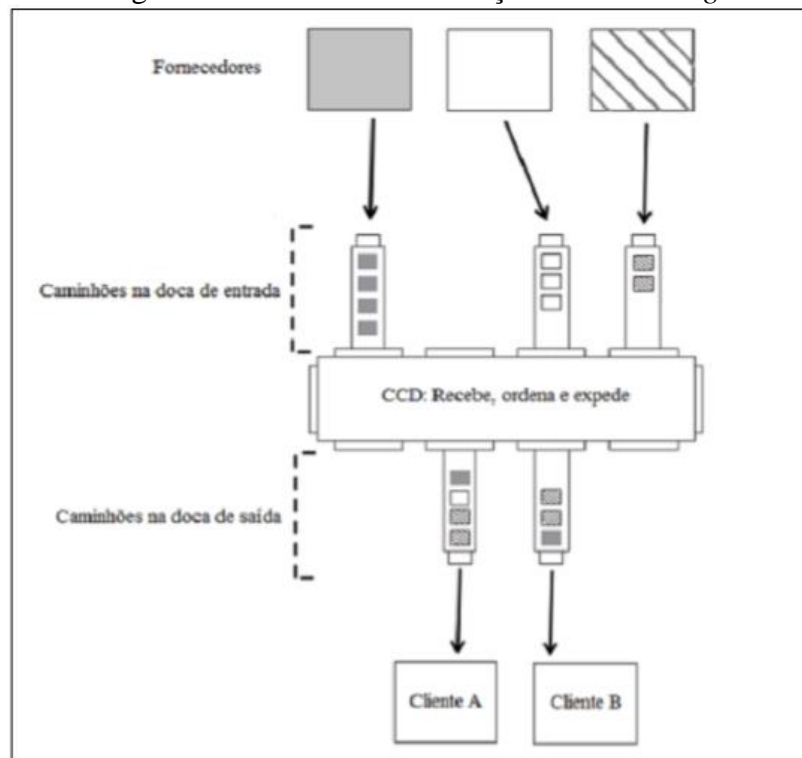 Fornecedores
Caminhões na doca de entrada
CCD: Recebe, ordena e expede
Caminhões na doca de saída
Cliente A
Cliente B